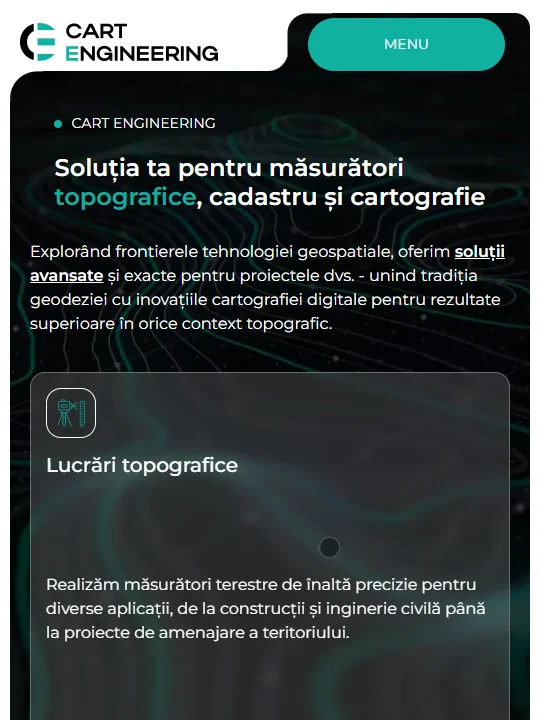 CART
ENGINEERING
MENU
CART ENGINEERING
Soluția ta pentru măsurători
topografice, cadastru și cartografie
Explorând frontierele tehnologiei geospatiale, oferim soluții
avansate și exacte pentru proiectele dvs. - unind tradiția
geodeziei cu inovațiile cartografiei digitale pentru rezultate
superioare în orice context topografic.
Lucrări topografice
Realizăm măsurători terestre de înaltă precizie pentru
diverse aplicații, de la construcții și inginerie civilă până
la proiecte de amenajare a teritoriului.